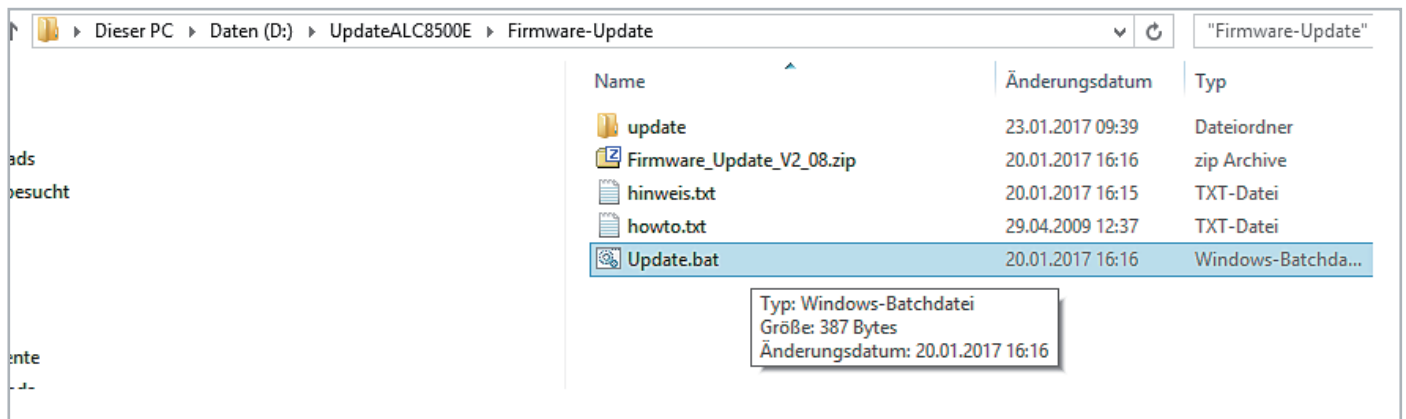 Dieser PC ▸ Daten (D:) ▸ UpdateALC8500E ▸ Firmware-Update "Firmware-Update"
Name Änderungsdatum Typ
update 23.01.2017 09:39 Dateiordner
ads Firmware_Update_V2_08.zip 20.01.2017 16:16 zip Archive
besucht hinweis.txt 20.01.2017 16:15 TXT-Datei
howto.txt 29.04.2009 12:37 TXT-Datei
Update.bat 20.01.2017 16:16 Windows-Batchda...
Typ: Windows-Batchdatei
Größe: 387 Bytes
ente Änderungsdatum: 20.01.2017 16:16